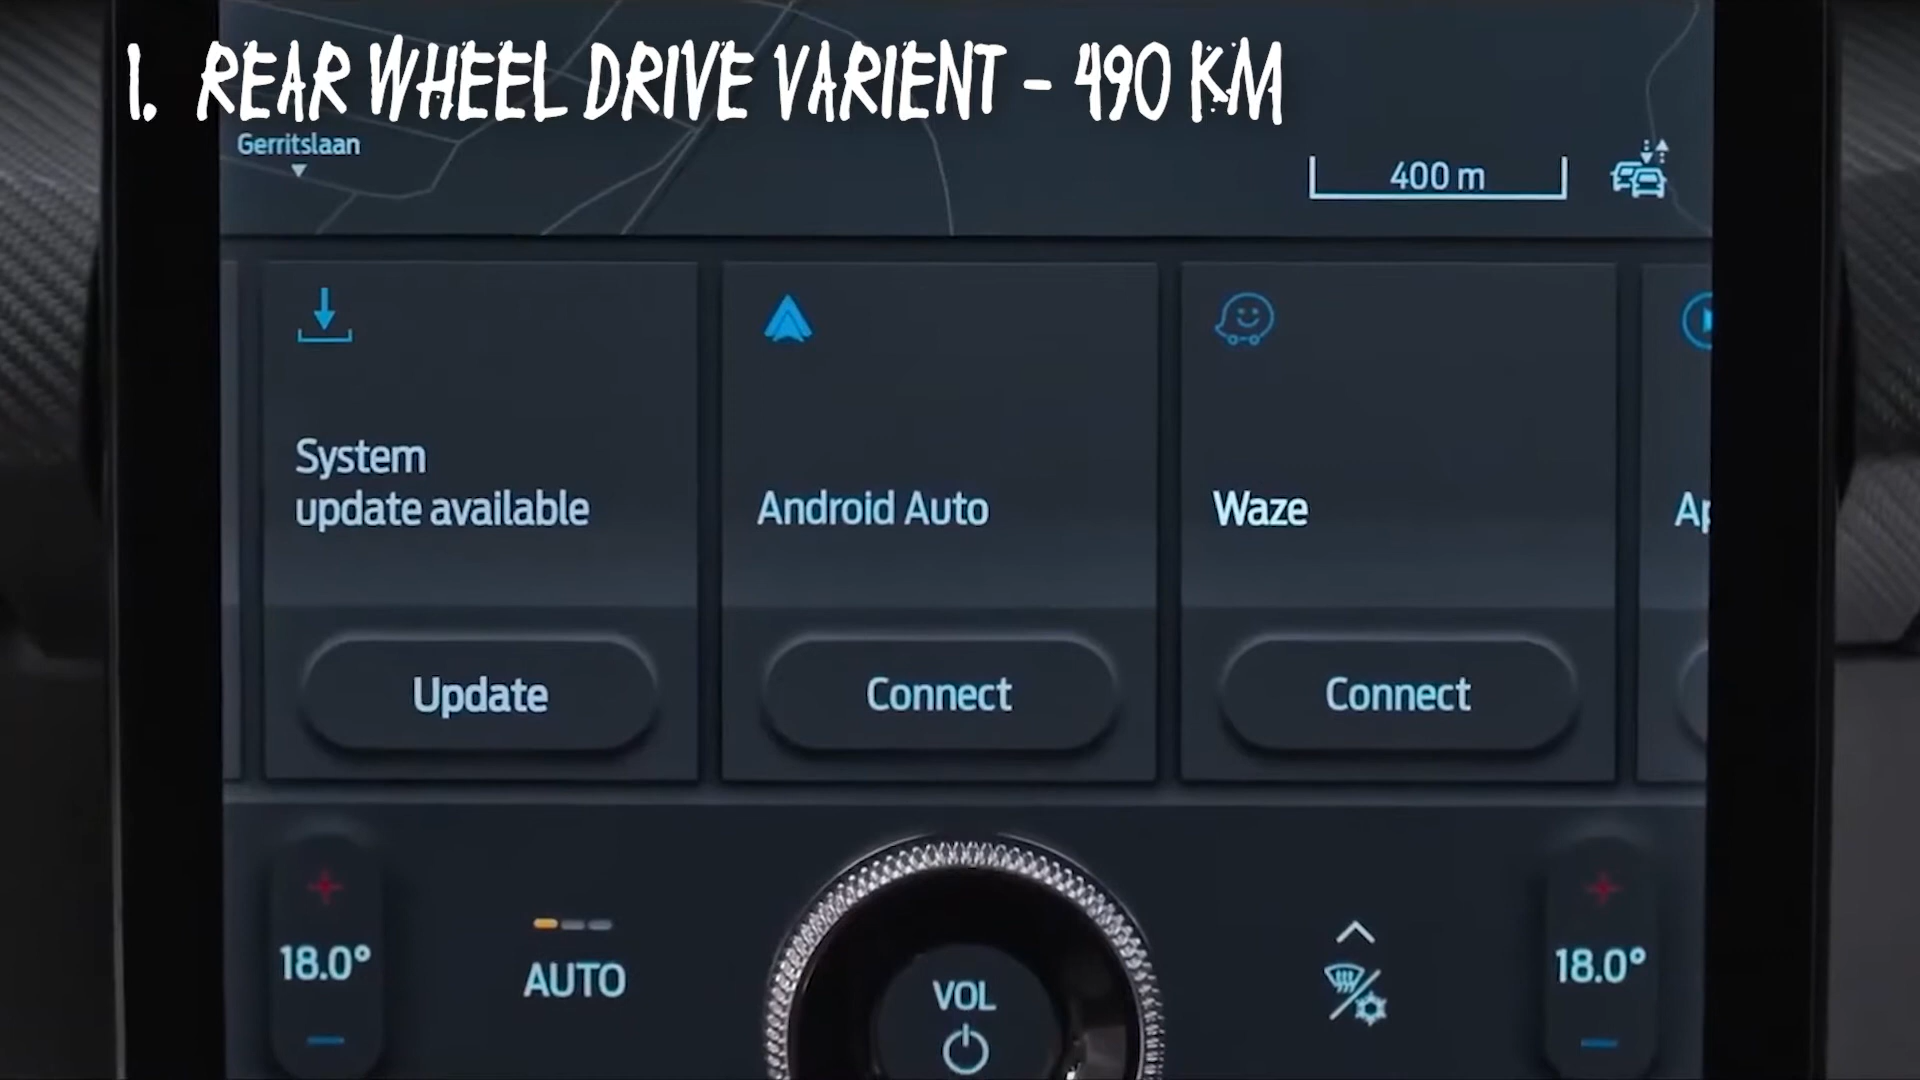 1. REAR WHEEL DRIVE VARIENT - 490 KM
Gerritslaan
400 m
System
update available
Android Auto
Waze
Ap
Update
Connect
Connect
18.0°
AUTO
VOL
18.0°